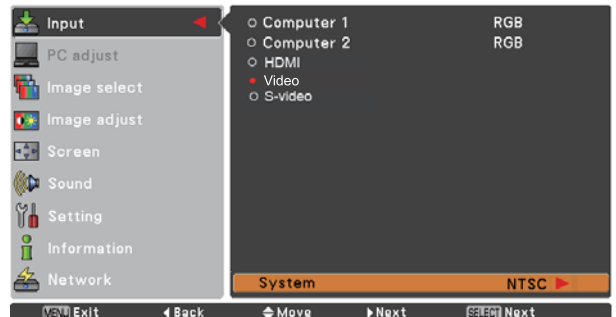 Input
PC adjust
Image select
Image adjust
Screen
Sound
Setting
Information
Network
Computer 1 RGB
Computer 2 RGB
HDMI
Video
S-video
System NTSC
MENU Exit Back Move Next SELECT Next